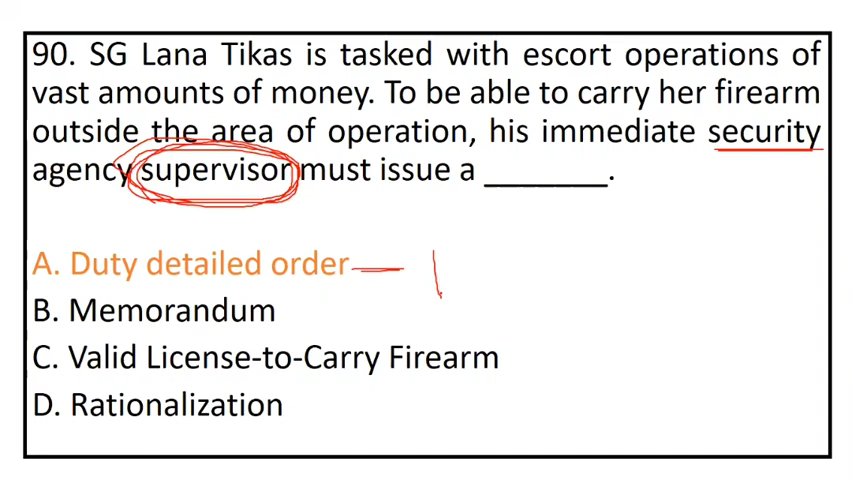 90. SG Lana Tikas is tasked with escort operations of
vast amounts of money. To be able to carry her firearm
outside the area of operation, his immediate security
agency supervisor must issue a _______.
A. Duty detailed order
B. Memorandum
C. Valid License-to-Carry Firearm
D. Rationalization